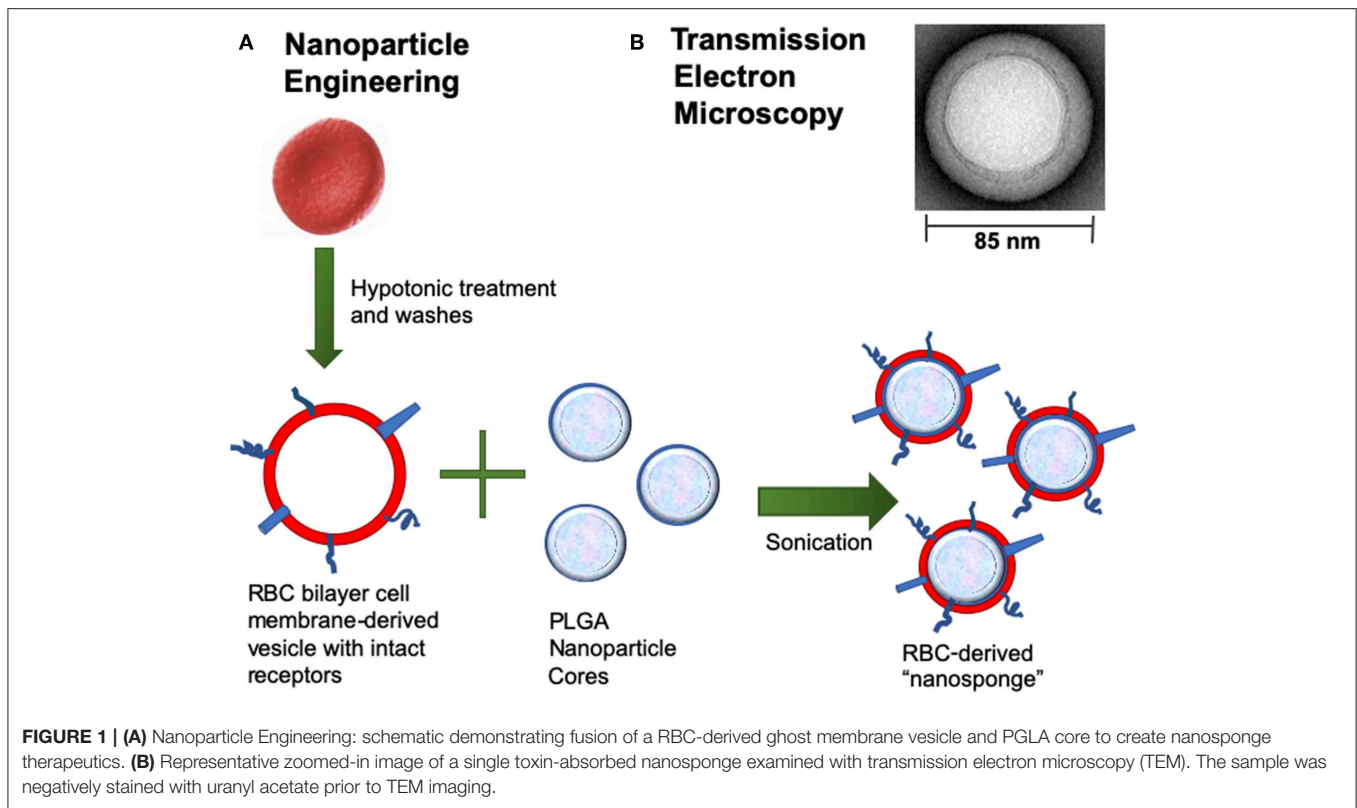 A Nanoparticle
Engineering
B Transmission
Electron
Microscopy
85 nm
Hypotonic treatment
and washes
RBC bilayer cell
membrane-derived
vesicle with intact
receptors
PLGA
Nanoparticle
Cores
Sonication
RBC-derived
“nanosponge”
FIGURE 1 | (A) Nanoparticle Engineering: schematic demonstrating fusion of a RBC-derived ghost membrane vesicle and PGLA core to create nanosponge
therapeutics. (B) Representative zoomed-in image of a single toxin-absorbed nanosponge examined with transmission electron microscopy (TEM). The sample was
negatively stained with uranyl acetate prior to TEM imaging.